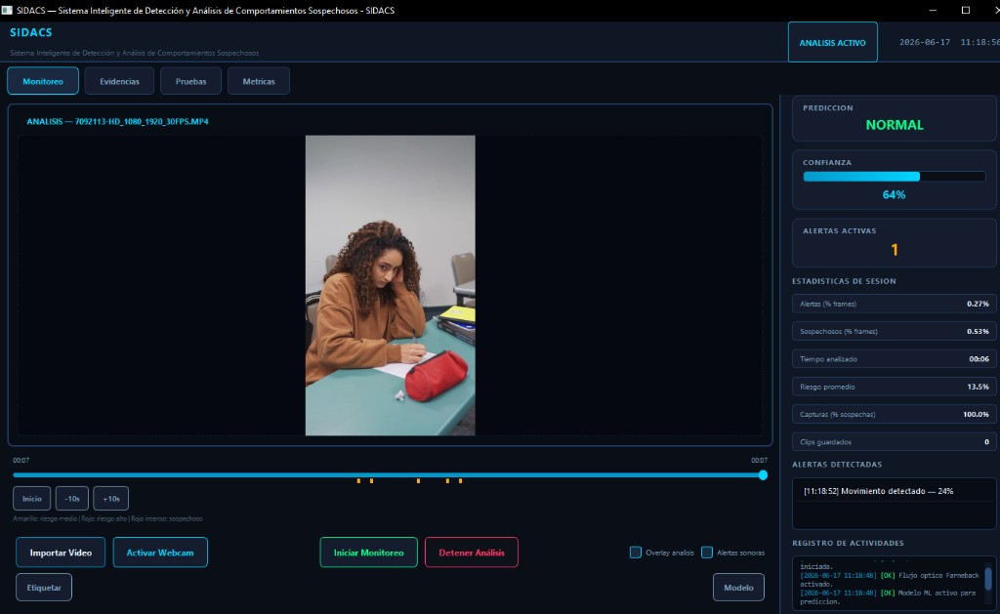 SIDACS — Sistema Inteligente de Detección y Análisis de Comportamientos Sospechosos - SIDACS
SIDACS
Sistema Inteligente de Detección y Análisis de Comportamientos Sospechosos
ANALISIS ACTIVO
2026-06-17 11:18:56
Monitoreo
Evidencias
Pruebas
Metricas
ANALISIS — 7092113-HD_1080_1920_30FPS.MP4
00:07
00:07
Inicio
-10s
+10s
Amarillo: riesgo medio | Rojo: riesgo alto | Rojo intenso: sospechoso
Importar Video
Activar Webcam
Iniciar Monitoreo
Detener Análisis
Overlay analisis
Alertas sonoras
Etiquetar
Modelo
PREDICCION
NORMAL
CONFIANZA
64%
ALERTAS ACTIVAS
1
ESTADISTICAS DE SESION
Alertas (% frames) 0.27%
Sospechosos (% frames) 0.53%
Tiempo analizado 00:06
Riesgo promedio 13.5%
Capturas (% sospechas) 100.0%
Clips guardados 0
ALERTAS DETECTADAS
[11:18:52] Movimiento detectado — 24%
REGISTRO DE ACTIVIDADES
iniciada.
[2026-06-17 11:18:48] [OK] Flujo optico Farneback
activado.
[2026-06-17 11:18:48] [OK] Modelo ML activo para
prediccion.